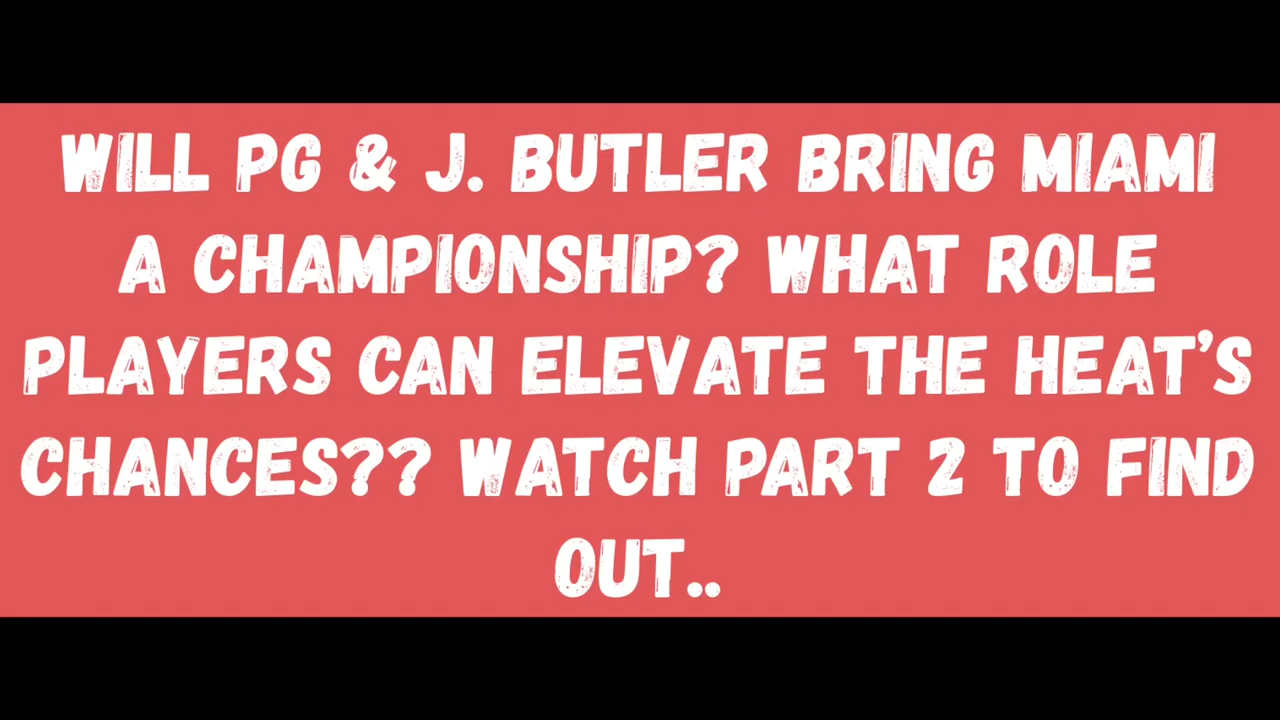 WILL PG & J. BUTLER BRING MIAMI
A CHAMPIONSHIP? WHAT ROLE
PLAYERS CAN ELEVATE THE HEAT'S
CHANCES?? WATCH PART 2 TO FIND
OUT..